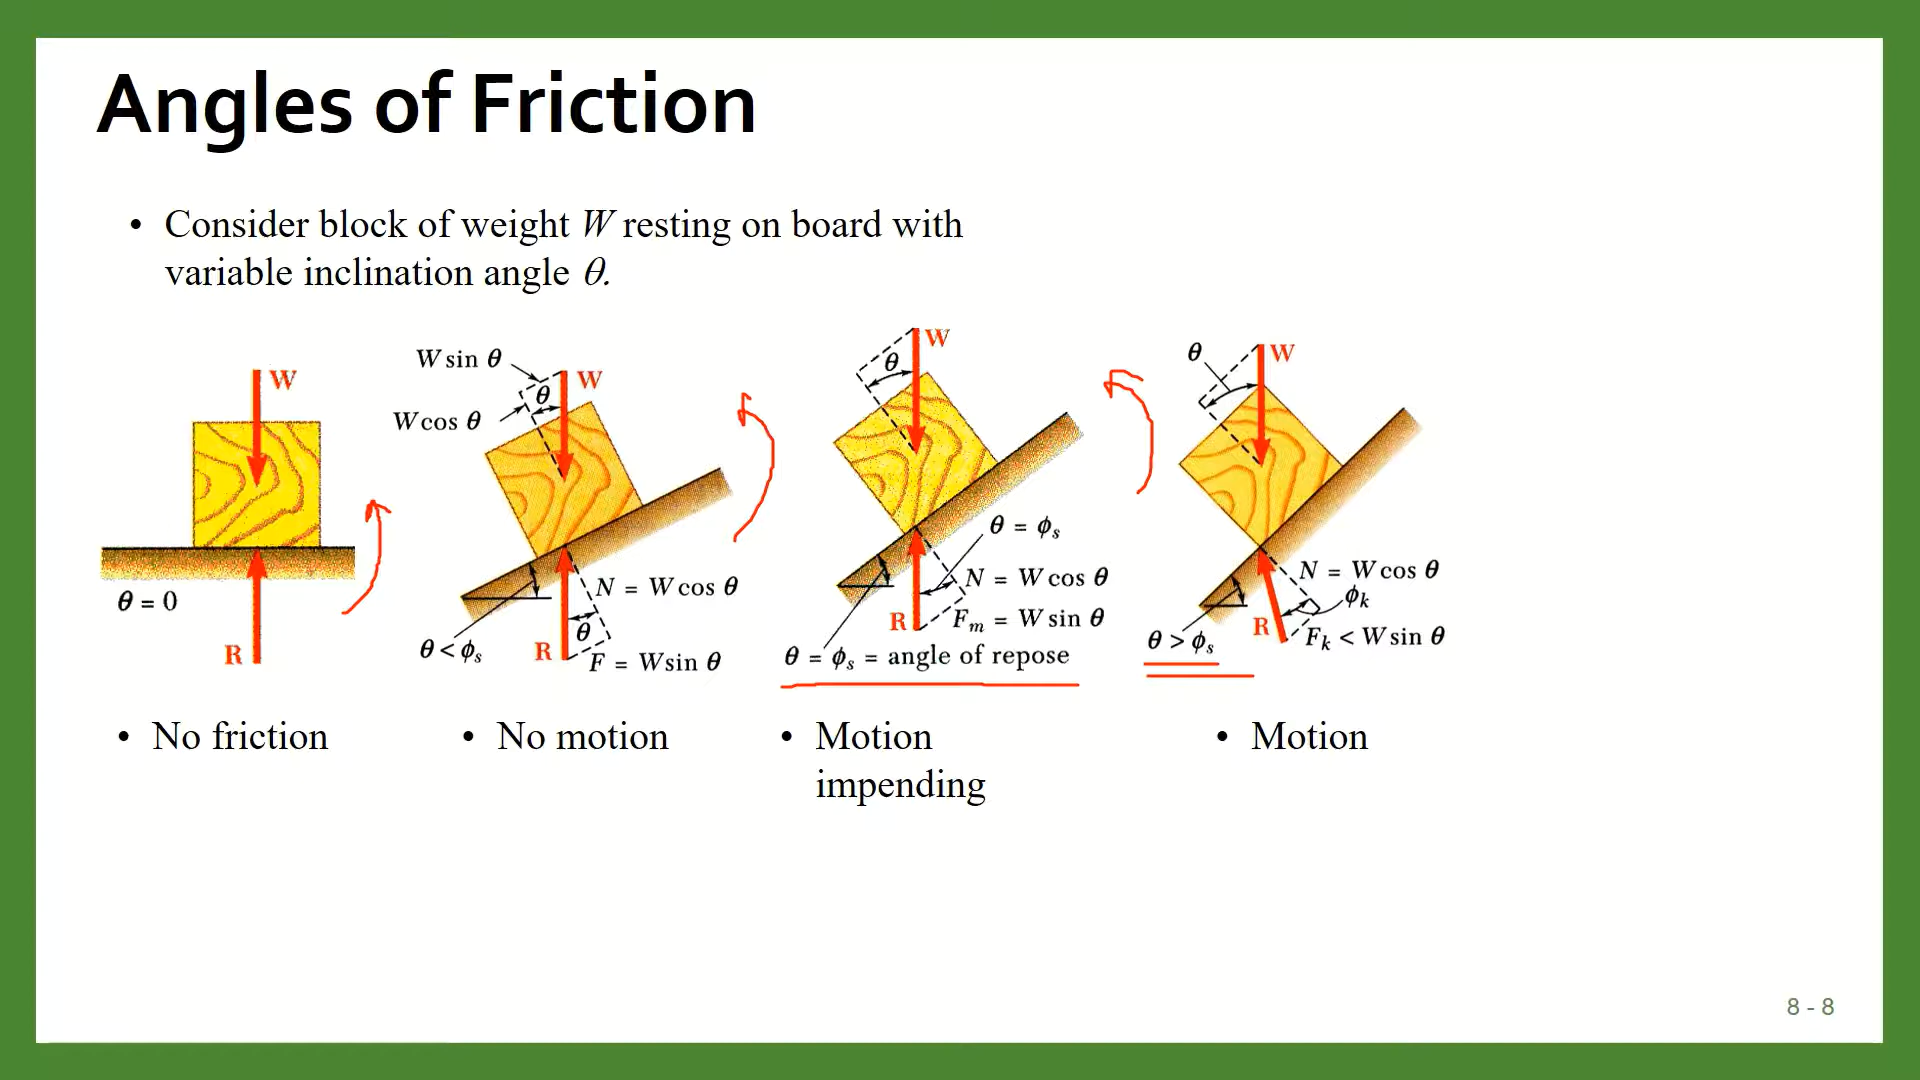 Angles of Friction
• Consider block of weight W resting on board with
variable inclination angle θ.
W
θ = 0
R
W sin θ
W cos θ
θ
W
N = W cos θ
θ
θ < ϕs
R
F = W sin θ
W
θ
θ = ϕs
N = W cos θ
R
Fm = W sin θ
θ = ϕs = angle of repose
θ
W
N = W cos θ
ϕk
R
θ > ϕs
Fk < W sin θ
• No friction
• No motion
• Motion
impending
• Motion
8 - 8